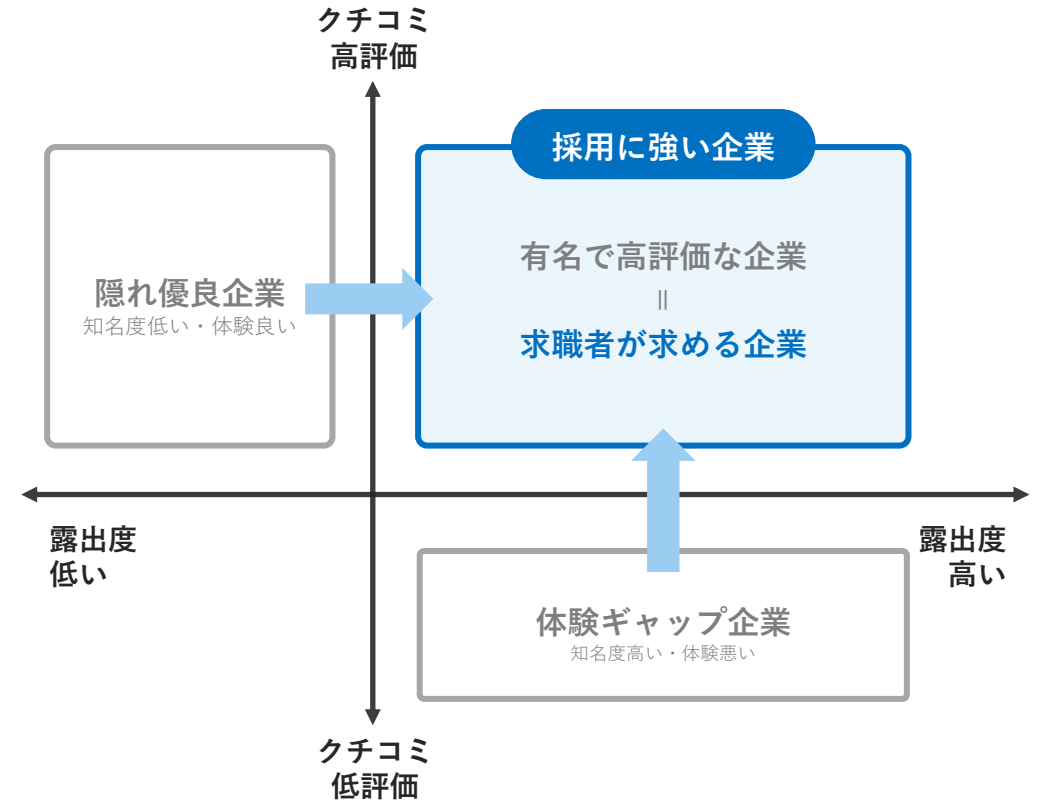 クチコミ
高評価
採用に強い企業
有名で高評価な企業
=
求職者が求める企業
隠れ優良企業
知名度低い・体験良い
露出度
低い
露出度
高い
体験ギャップ企業
知名度高い・体験悪い
クチコミ
低評価